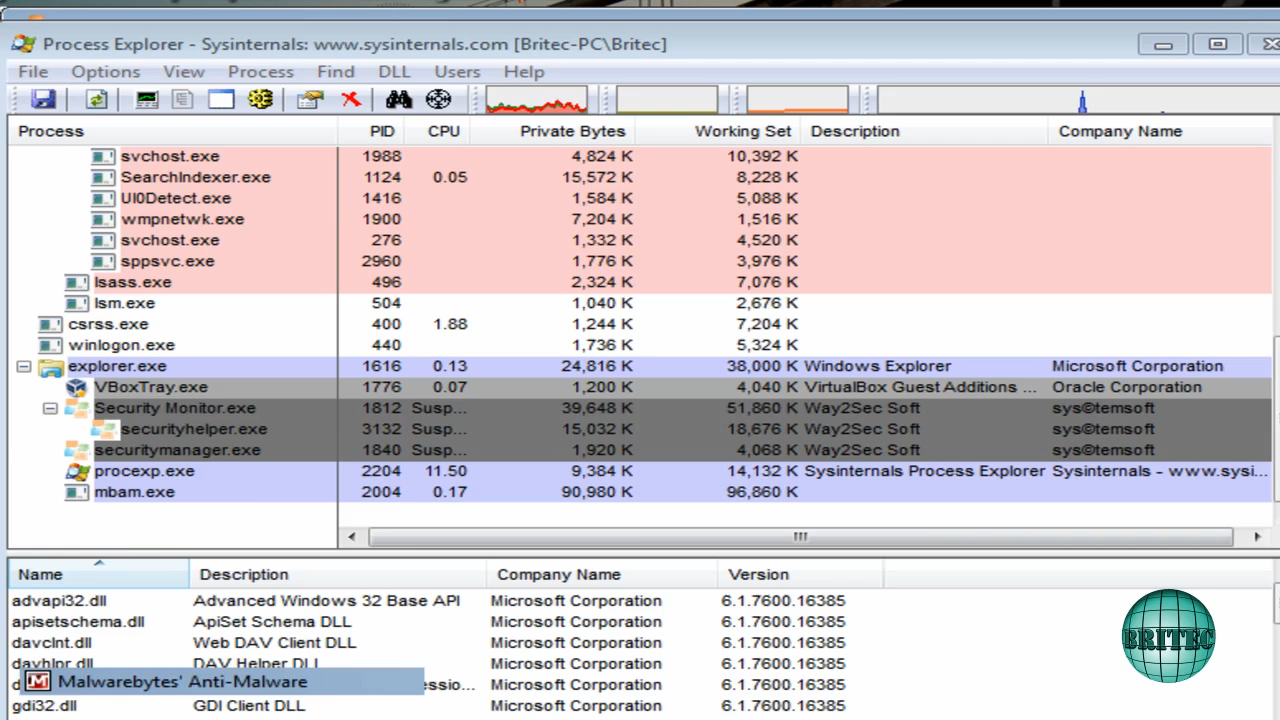 Process Explorer - Sysinternals: www.sysinternals.com [Britec-PC\Britec]
File Options View Process Find DLL Users Help
Process PID CPU Private Bytes Working Set Description Company Name
svchost.exe 1988 4,824 K 10,392 K
SearchIndexer.exe 1124 0.05 15,572 K 8,228 K
UI0Detect.exe 1416 1,584 K 5,088 K
wmpnetwk.exe 1900 7,204 K 1,516 K
svchost.exe 276 1,332 K 4,520 K
sppsvc.exe 2960 1,776 K 3,976 K
lsass.exe 496 2,324 K 7,076 K
lsm.exe 504 1,040 K 2,676 K
csrss.exe 400 1.88 1,244 K 7,204 K
winlogon.exe 440 1,736 K 5,324 K
explorer.exe 1616 0.13 24,816 K 38,000 K Windows Explorer Microsoft Corporation
VBoxTray.exe 1776 0.07 1,200 K 4,040 K VirtualBox Guest Additions ... Oracle Corporation
Security Monitor.exe 1812 Susp... 39,648 K 51,860 K Way2Sec Soft sys©temsoft
securityhelper.exe 3132 Susp... 15,032 K 18,676 K Way2Sec Soft sys©temsoft
securitymanager.exe 1840 Susp... 1,920 K 4,068 K Way2Sec Soft sys©temsoft
procexp.exe 2204 11.50 9,384 K 14,132 K Sysinternals Process Explorer Sysinternals - www.sysi...
mbam.exe 2004 0.17 90,980 K 96,860 K
Name Description Company Name Version
advapi32.dll Advanced Windows 32 Base API Microsoft Corporation 6.1.7600.16385
apisetschema.dll ApiSet Schema DLL Microsoft Corporation 6.1.7600.16385
davclnt.dll Web DAV Client DLL Microsoft Corporation 6.1.7600.16385
davhlpr.dll DAV Helper DLL Microsoft Corporation 6.1.7600.16385
Malwarebytes' Anti-Malware
Microsoft Corporation 6.1.7600.16385
gdi32.dll GDI Client DLL Microsoft Corporation 6.1.7600.16385
BRITEC